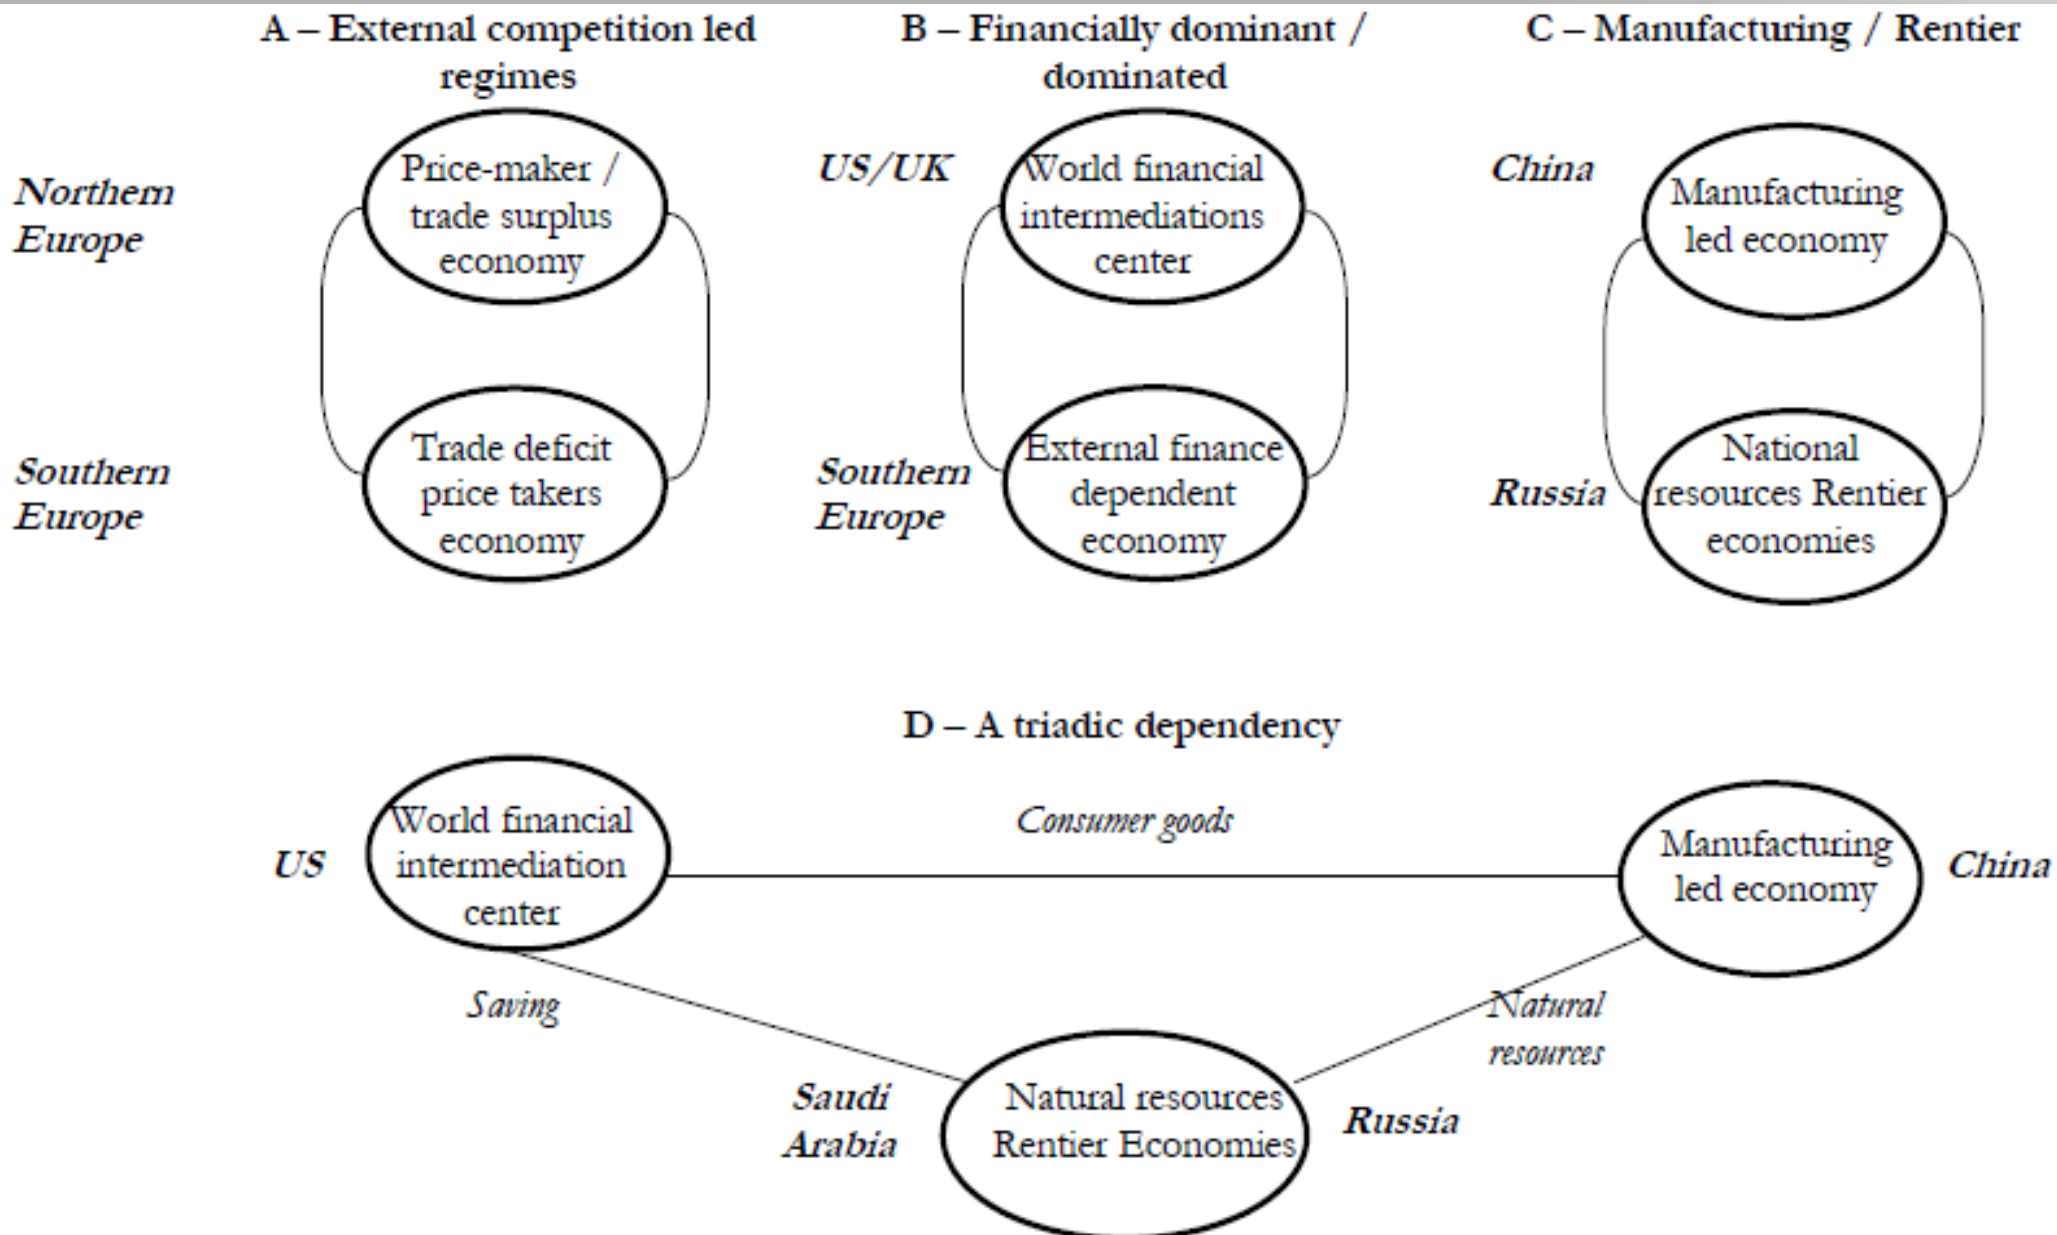 A – External competition led
regimes
B – Financially dominant /
dominated
C – Manufacturing / Rentier
Northern
Europe
Price-maker /
trade surplus
economy
US/UK
World financial
intermediations
center
China
Manufacturing
led economy
Southern
Europe
Trade deficit
price takers
economy
Southern
Europe
External finance
dependent
economy
Russia
National
resources Rentier
economies
D – A triadic dependency
US
World financial
intermediation
center
Consumer goods
Manufacturing
led economy
China
Saving
Natural
resources
Saudi
Arabia
Natural resources
Rentier Economies
Russia